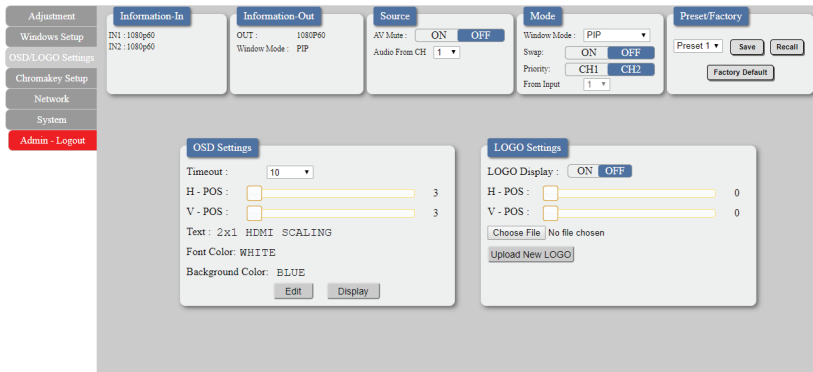 Adjustment
Windows Setup
OSD/LOGO Settings
Chromakey Setup
Network
System
Admin - Logout
Information-In
IN1 : 1080p60
IN2 : 1080p60
Information-Out
OUT : 1080P60
Window Mode : PIP
Source
AV Mute : ON OFF
Audio From CH 1
Mode
Window Mode : PIP
Swap: ON OFF
Priority: CH1 CH2
From Input 1
Preset/Factory
Preset 1 Save Recall
Factory Default
OSD Settings
Timeout : 10
H - POS : 3
V - POS : 3
Text : 2x1 HDMI SCALING
Font Color: WHITE
Background Color: BLUE
Edit Display
LOGO Settings
LOGO Display : ON OFF
H - POS : 0
V - POS : 0
Choose File No file chosen
Upload New LOGO